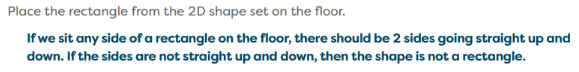 Place the rectangle from the 2D shape set on the floor.
If we sit any side of a rectangle on the floor, there should be 2 sides going straight up and
down. If the sides are not straight up and down, then the shape is not a rectangle.